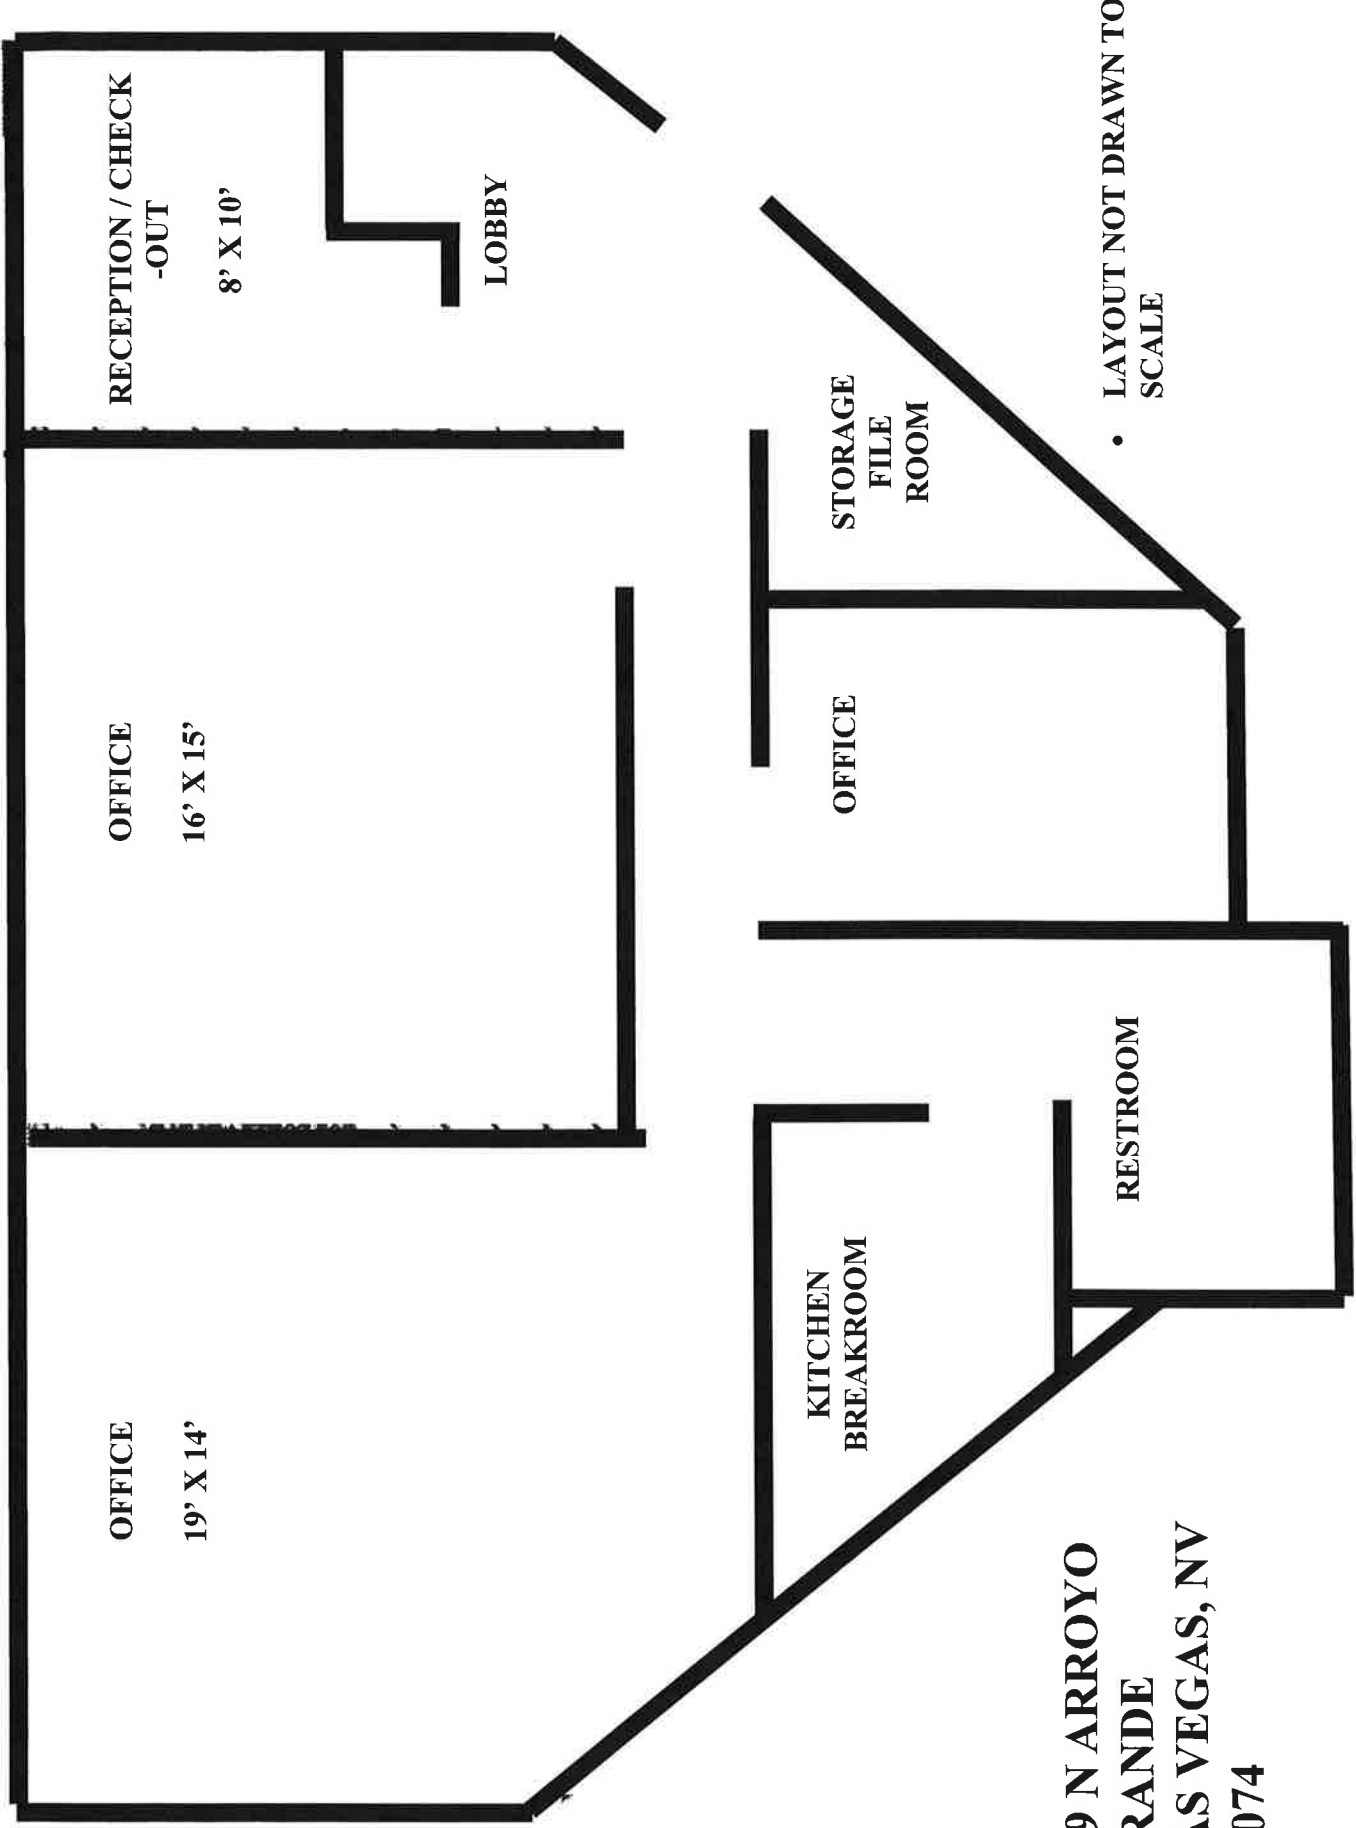 OFFICE
19’ X 14’
OFFICE
16’ X 15’
RECEPTION / CHECK
-OUT
8’ X 10’
LOBBY
KITCHEN
BREAKROOM
OFFICE
STORAGE
FILE
ROOM
RESTROOM
• LAYOUT NOT DRAWN TO
SCALE
9 N ARROYO
RANDE
AS VEGAS, NV
074